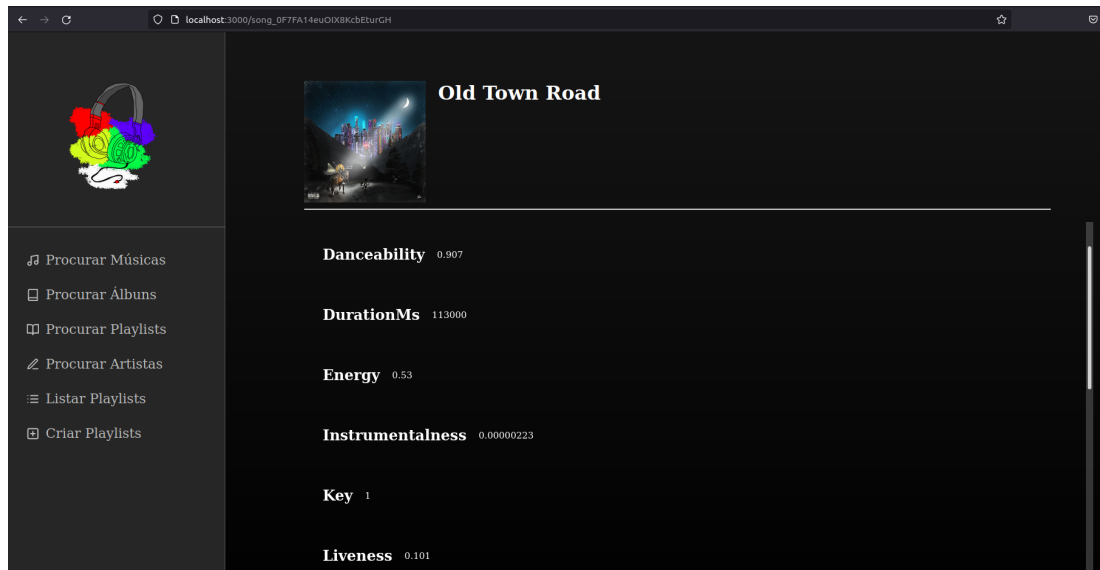 localhost:3000/song_0F7FA14euOIX8KcbEturGH
Old Town Road
Procurar Músicas
Procurar Álbuns
Procurar Playlists
Procurar Artistas
Listar Playlists
Criar Playlists
Danceability 0.907
DurationMs 113000
Energy 0.53
Instrumentalness 0.00000223
Key 1
Liveness 0.101